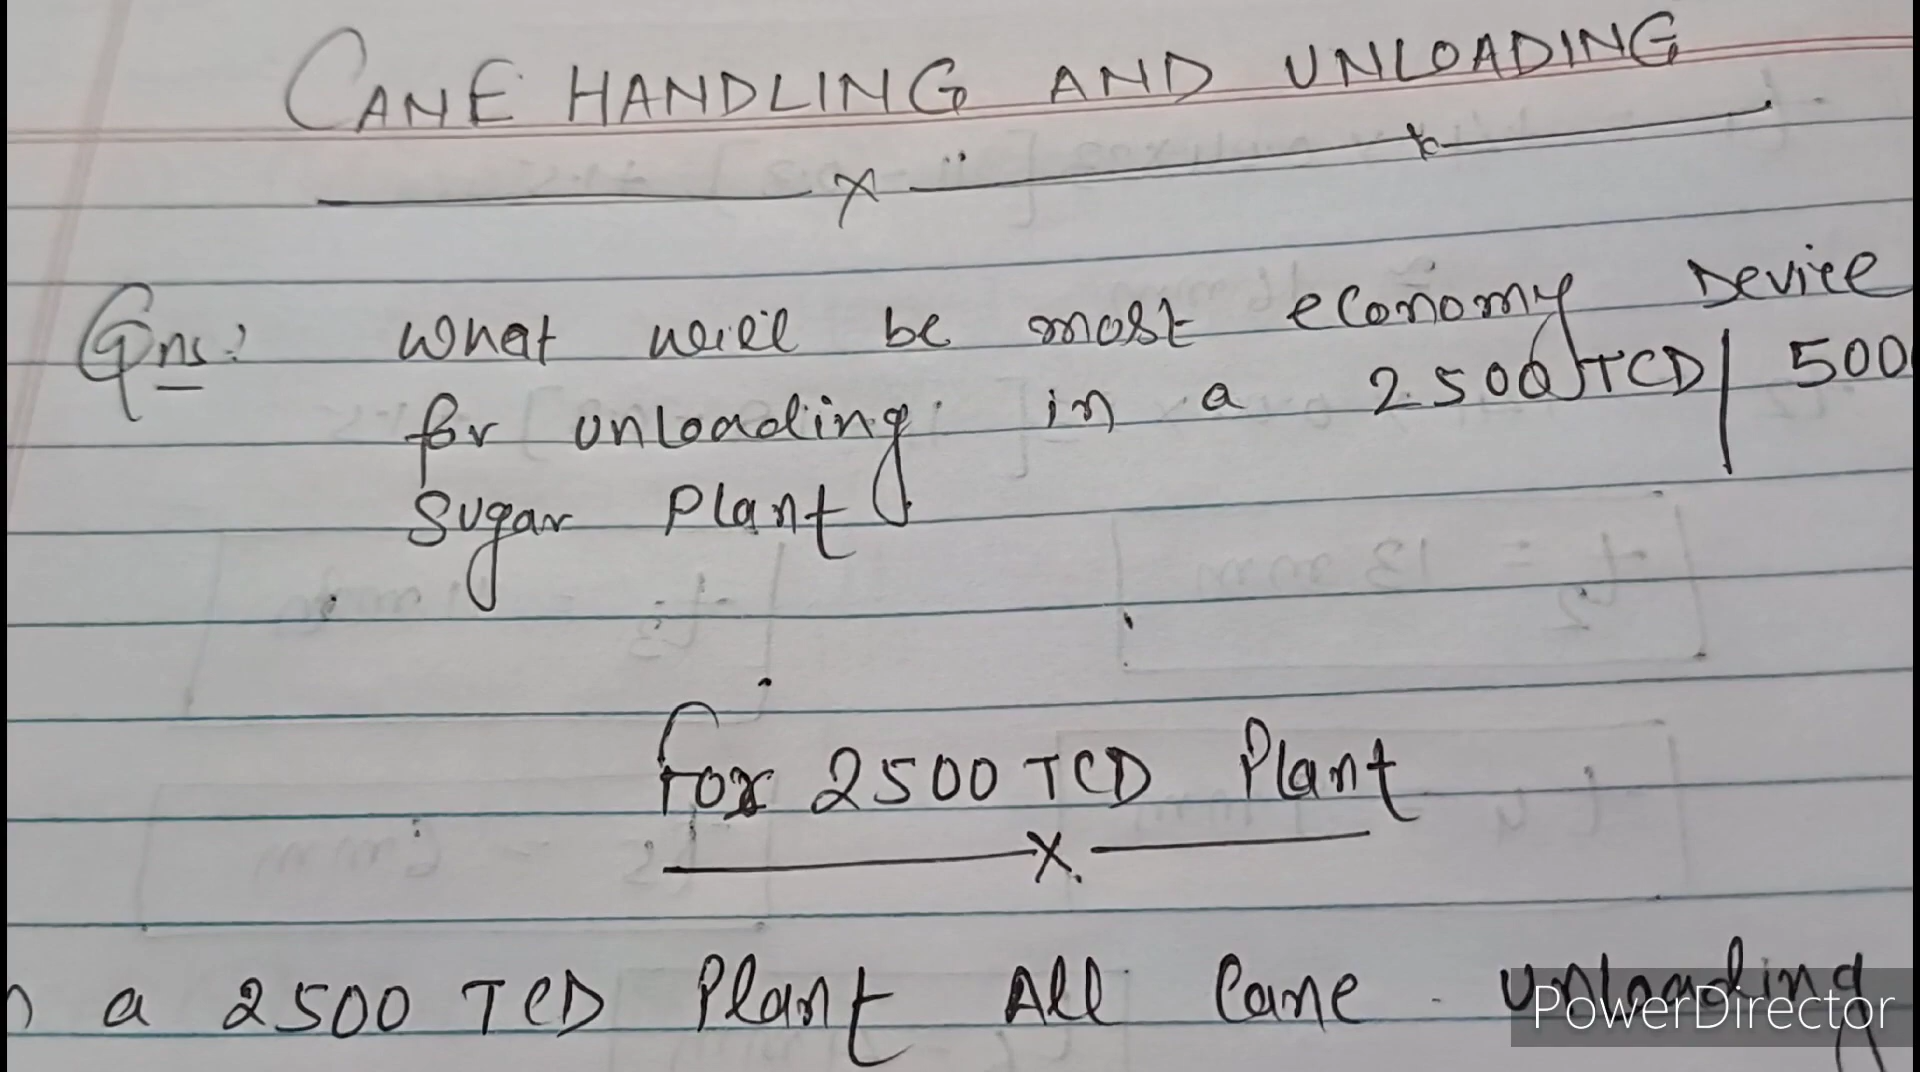 CANE HANDLING AND UNLOADING
Qns: What will be most economy Device
for unloading in a 2500 TCD / 500
Sugar Plant
For 2500 TCD Plant
a 2500 TCD Plant All Cane unloading
PowerDirector